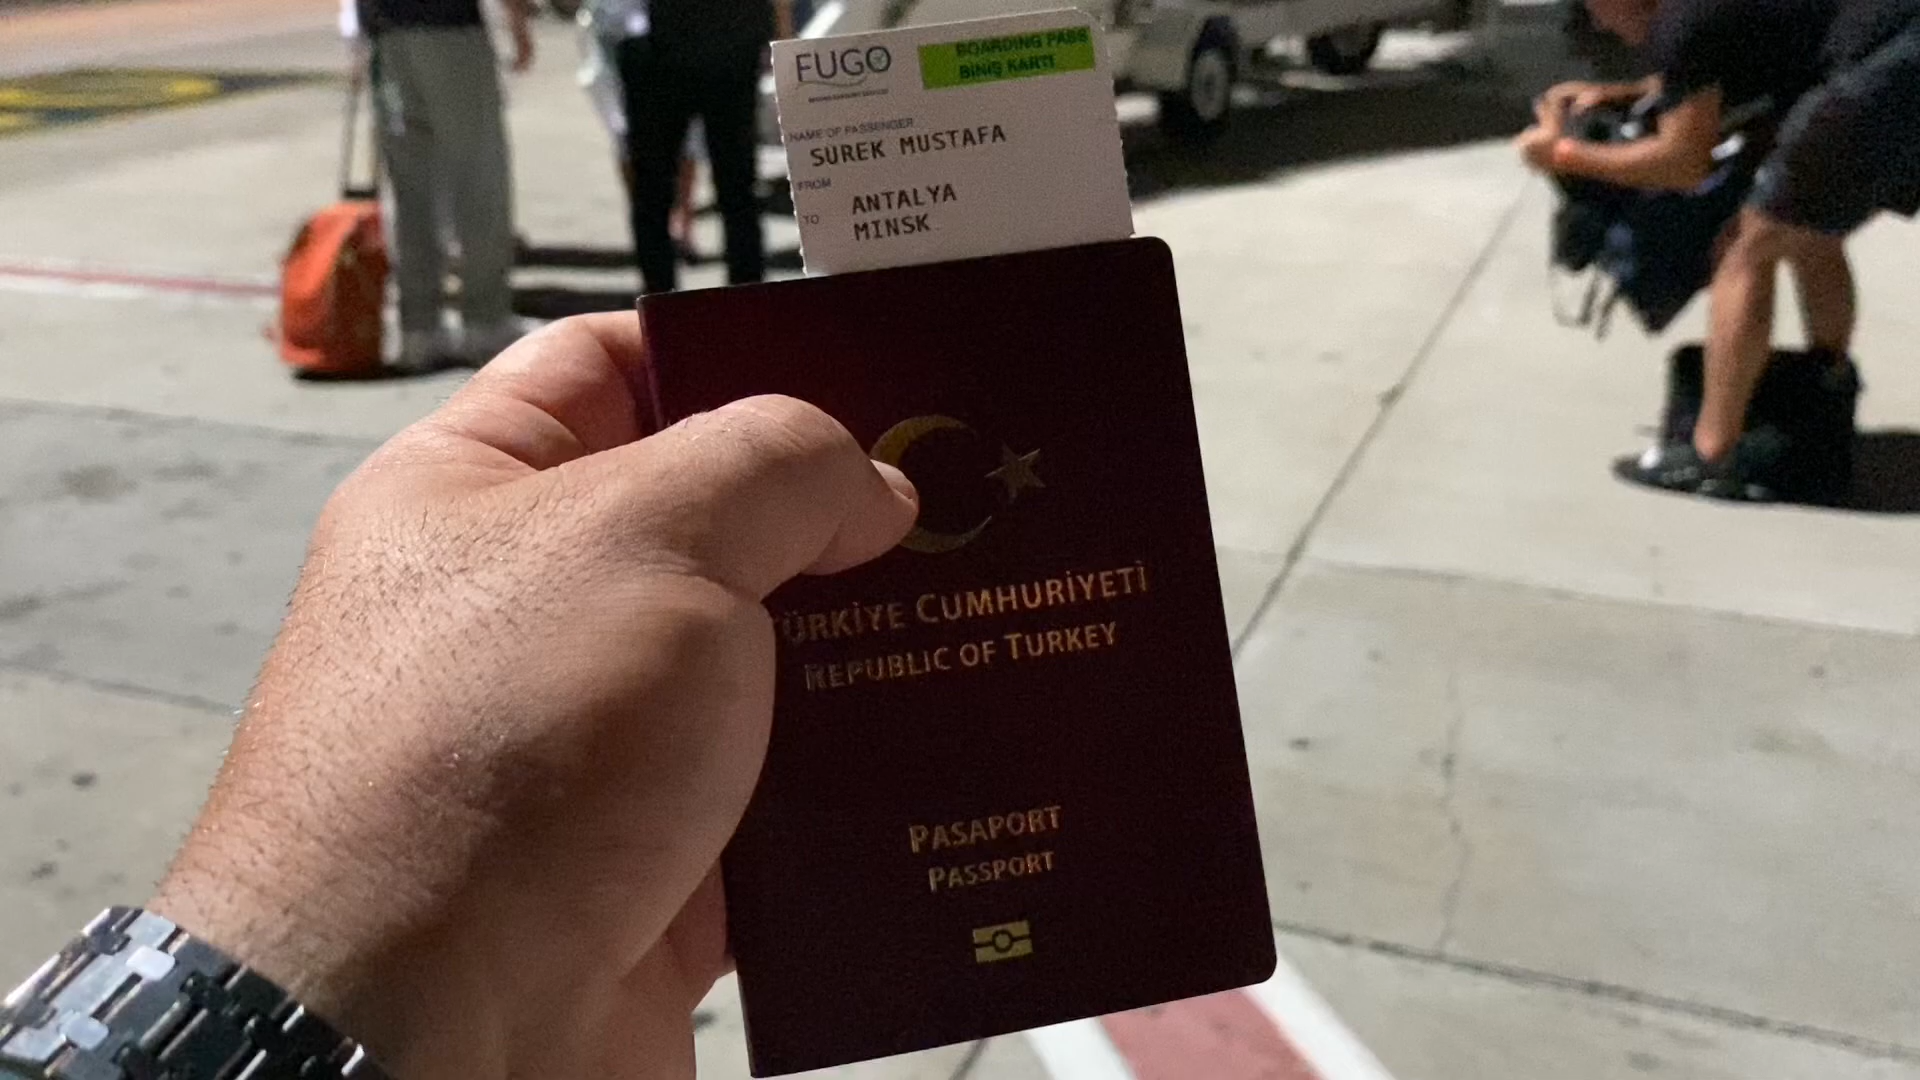 FUGO
BOARDING PASS
BİNİŞ KARTI
NAME OF PASSENGER
SUREK MUSTAFA
FROM
ANTALYA
TO
MINSK
TÜRKİYE CUMHURİYETİ
REPUBLIC OF TURKEY
PASAPORT
PASSPORT